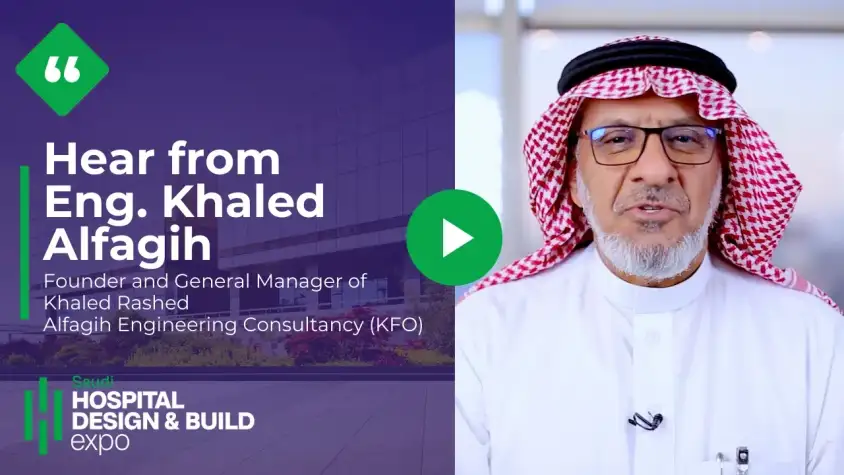 Hear from
Eng. Khaled
Alfagih
Founder and General Manager of
Khaled Rashed
Alfagih Engineering Consultancy (KFO)
Saudi
HOSPITAL
DESIGN & BUILD
expo